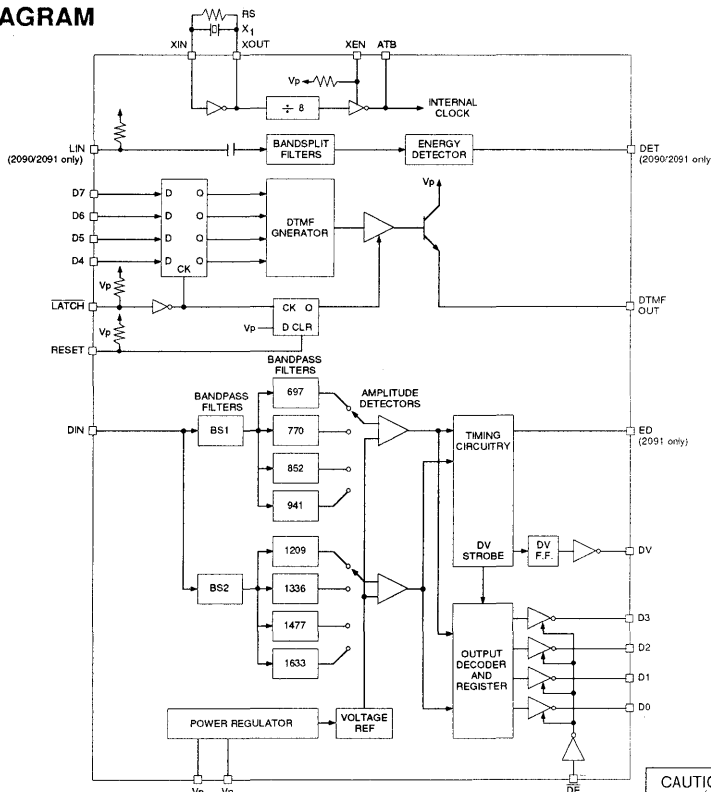 AGRAM
RS
X1
XIN
XOUT
XEN
ATB
Vp
÷ 8
INTERNAL
CLOCK
LIN
(2090/2091 only)
BANDSPLIT
FILTERS
ENERGY
DETECTOR
DET
(2090/2091 only
D7
D6
D5
D4
D O
D O
D O
D O
CK
DTMF
GNERATOR
Vp
Vp
LATCH
CK O
D CLR
Vp
Vp
RESET
DTMF
OUT
BANDPASS
FILTERS
BANDPASS
FILTERS
697
770
852
941
AMPLITUDE
DETECTORS
DIN
BS1
TIMING
CIRCUITRY
ED
(2091 only)
DV
STROBE
DV
F.F.
DV
BS2
1209
1336
1477
1633
OUTPUT
DECODER
AND
REGISTER
D3
D2
D1
D0
POWER REGULATOR
VOLTAGE
REF
CAUTIO